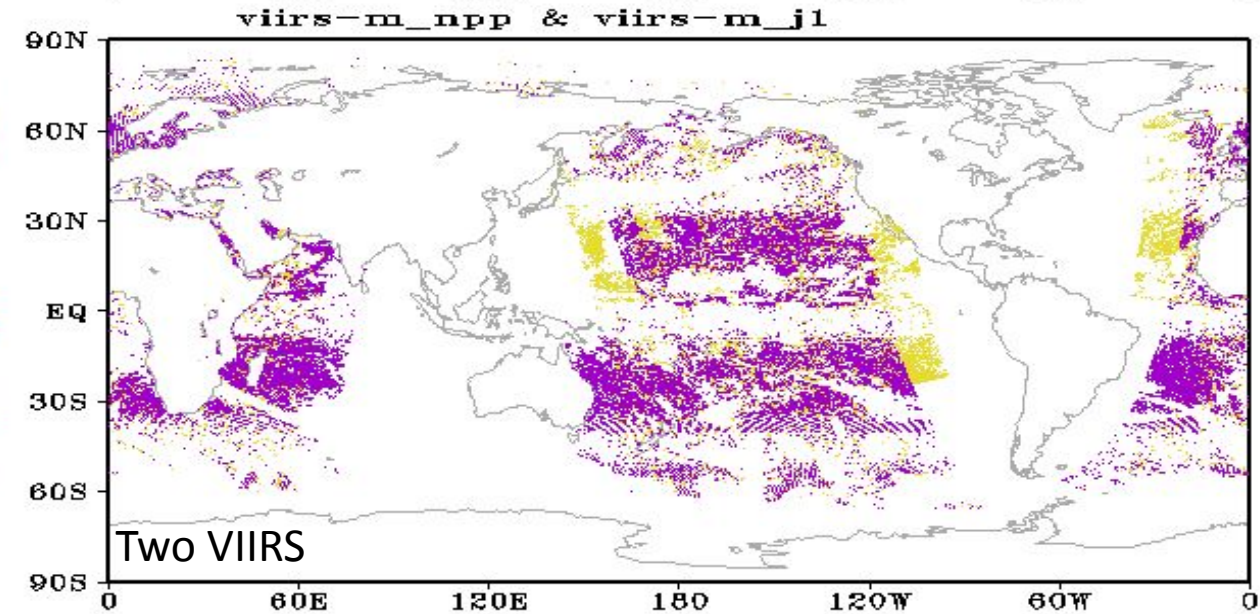 viirs-m_npp & viirs-m_j1
90N
60N
30N
EQ
30S
60S
90S
Two VIIRS
0 60E 120E 180 120W 60W 0